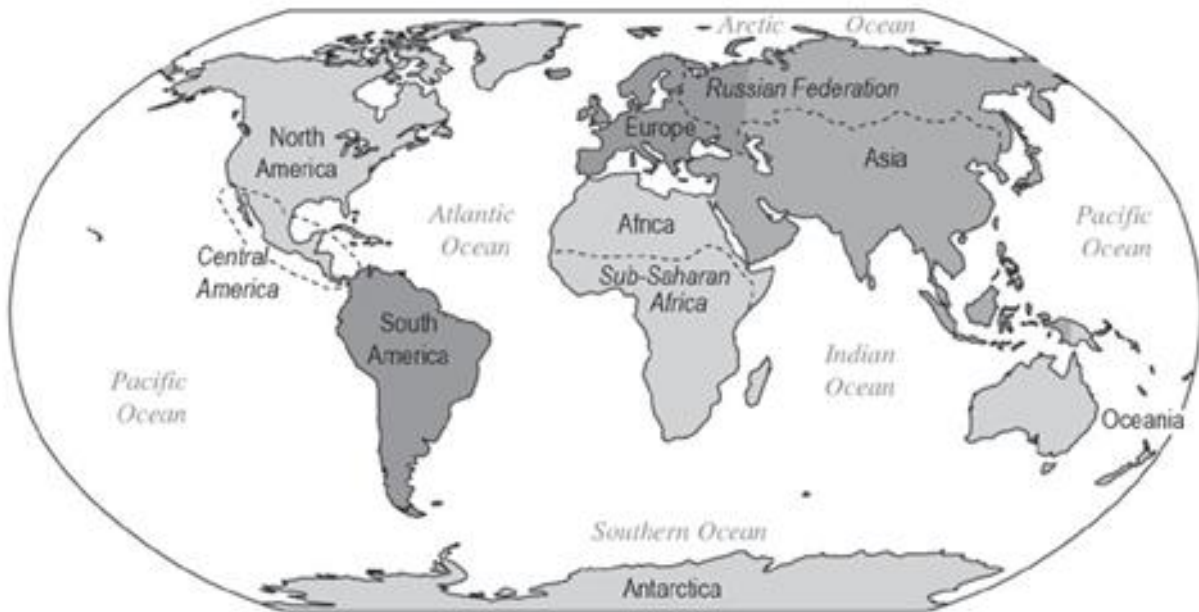 Arctic Ocean
Russian Federation
North
America
Europe
Asia
Atlantic
Ocean
Africa
Pacific
Ocean
Central
America
Sub-Saharan
Africa
South
America
Indian
Ocean
Pacific
Ocean
Oceania
Southern Ocean
Antarctica